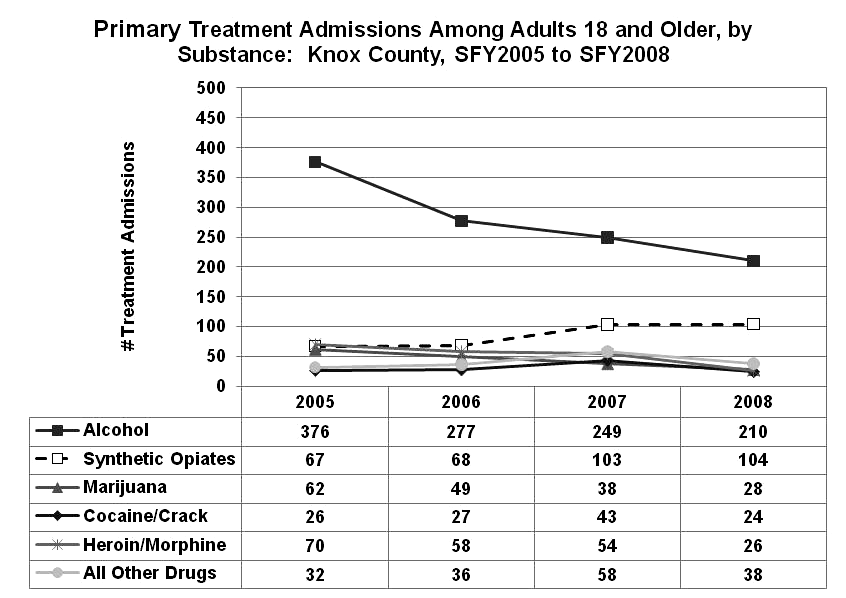 Primary Treatment Admissions Among Adults 18 and Older, by
Substance: Knox County, SFY2005 to SFY2008
#Treatment Admissions
500
450
400
350
300
250
200
150
100
50
0
2005 2006 2007 2008
Alcohol 376 277 249 210
Synthetic Opiates 67 68 103 104
Marijuana 62 49 38 28
Cocaine/Crack 26 27 43 24
Heroin/Morphine 70 58 54 26
All Other Drugs 32 36 58 38